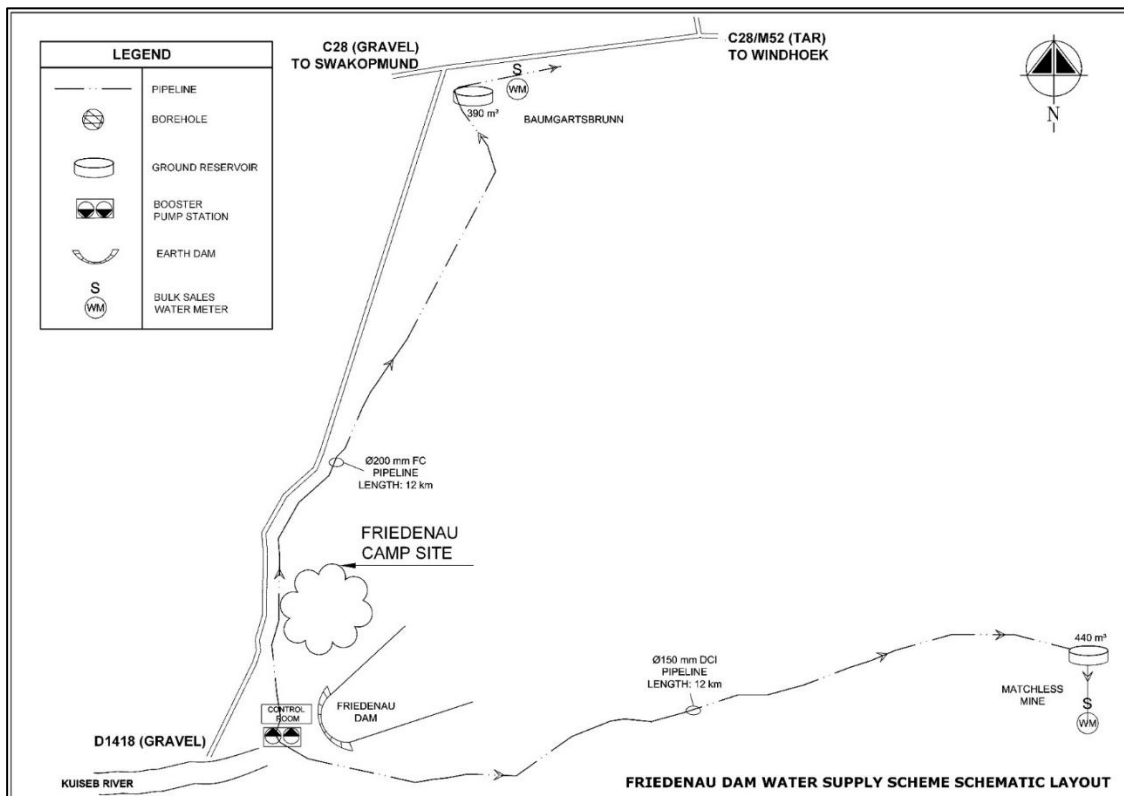 LEGEND
PIPELINE
BOREHOLE
GROUND RESERVOIR
BOOSTER
PUMP STATION
EARTH DAM
S
WM
BULK SALES
WATER METER
C28 (GRAVEL)
TO SWAKOPMUND
C28/M52 (TAR)
TO WINDHOEK
N
S
WM
390 m³
BAUMGARTSBRUNN
Ø200 mm FC
PIPELINE
LENGTH: 12 km
FRIEDENAU
CAMP SITE
440 m³
Ø150 mm DCI
PIPELINE
LENGTH: 12 km
MATCHLESS
MINE
S
WM
CONTROL
ROOM
FRIEDENAU
DAM
D1418 (GRAVEL)
KUISEB RIVER
FRIEDENAU DAM WATER SUPPLY SCHEME SCHEMATIC LAYOUT